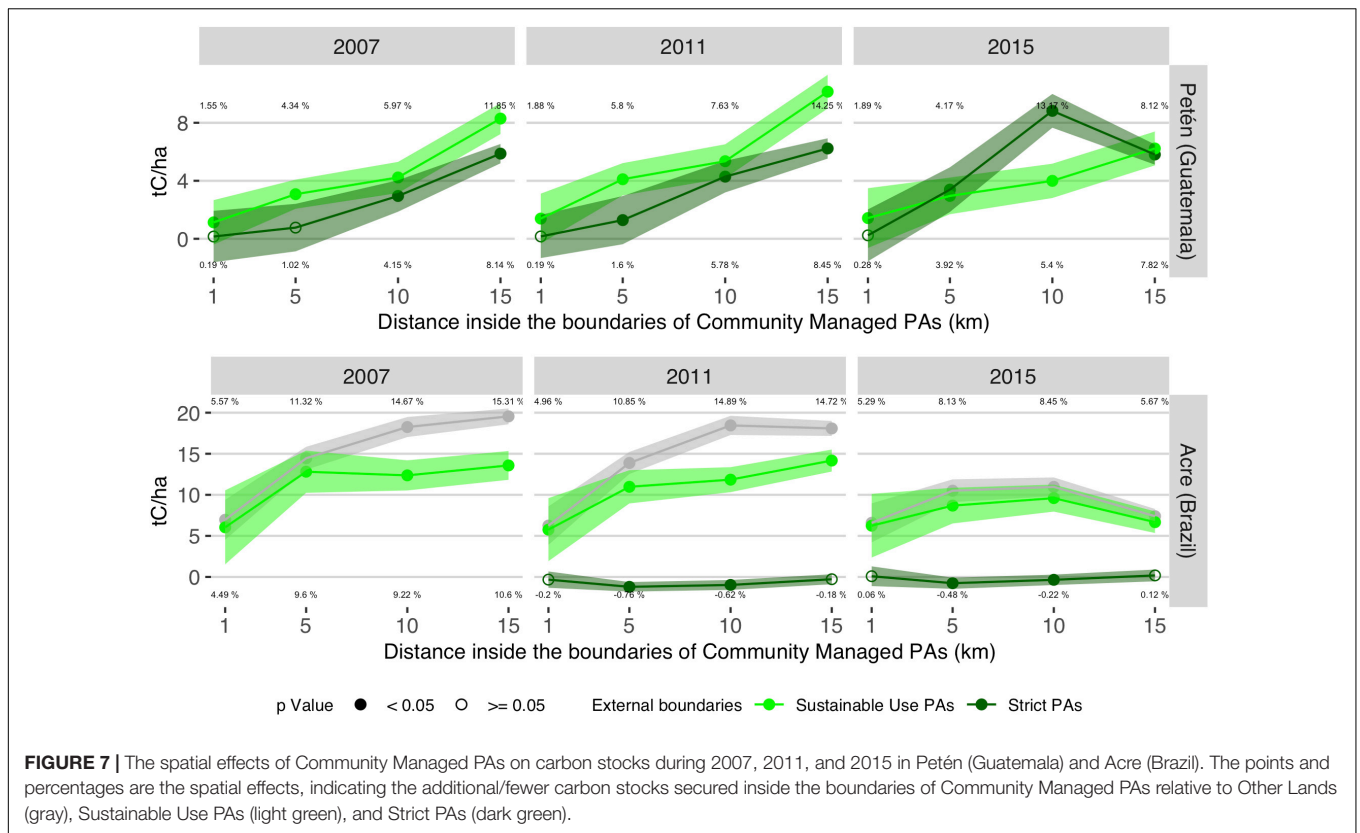 2007 2011 2015
1.55 % 4.34 % 5.97 % 11.85 % 1.88 % 5.8 % 7.63 % 14.25 % 1.89 % 4.17 % 13.17 % 8.12 %
8
4
0
tC/ha
Petén (Guatemala)
0.19 % 1.02 % 4.15 % 8.14 % 0.19 % 1.6 % 5.78 % 8.45 % 0.28 % 3.92 % 5.4 % 7.82 %
1 5 10 15 1 5 10 15 1 5 10 15
Distance inside the boundaries of Community Managed PAs (km)
2007 2011 2015
5.57 % 11.32 % 14.67 % 15.31 % 4.96 % 10.85 % 14.89 % 14.72 % 5.29 % 8.13 % 8.45 % 5.67 %
20
15
10
5
0
tC/ha
Acre (Brazil)
4.49 % 9.6 % 9.22 % 10.6 % -0.2 % -0.76 % -0.62 % -0.18 % 0.06 % -0.48 % -0.22 % 0.12 %
1 5 10 15 1 5 10 15 1 5 10 15
Distance inside the boundaries of Community Managed PAs (km)
p Value < 0.05 >= 0.05 External boundaries Sustainable Use PAs Strict PAs
FIGURE 7 | The spatial effects of Community Managed PAs on carbon stocks during 2007, 2011, and 2015 in Petén (Guatemala) and Acre (Brazil). The points and
percentages are the spatial effects, indicating the additional/fewer carbon stocks secured inside the boundaries of Community Managed PAs relative to Other Lands
(gray), Sustainable Use PAs (light green), and Strict PAs (dark green).